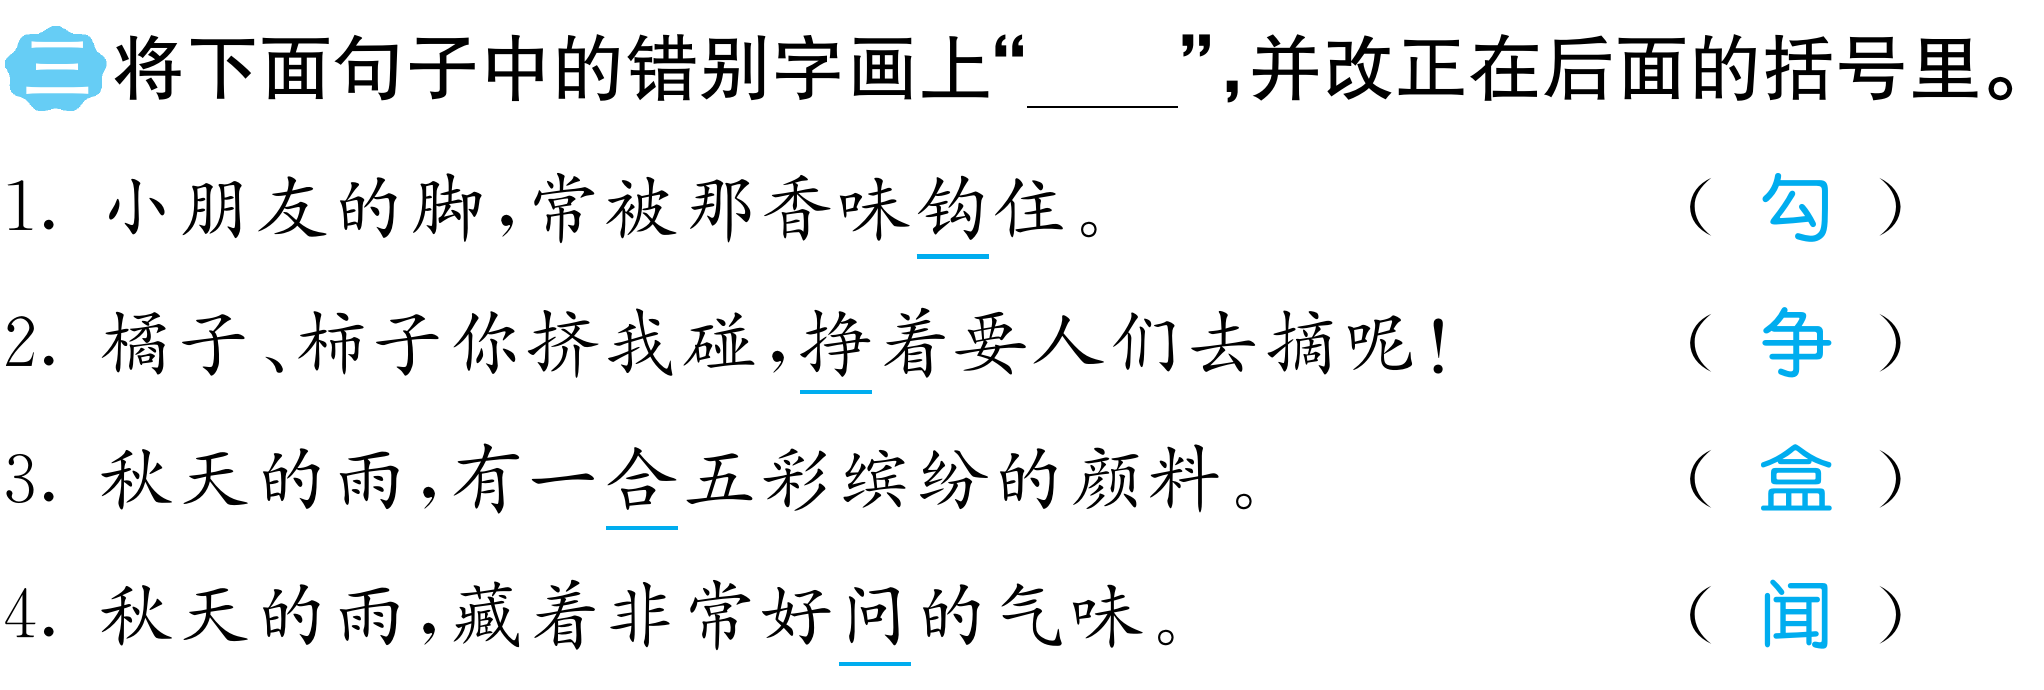 三 将下面句子中的错别字画上“____”,并改正在后面的括号里。
1. 小朋友的脚,常被那香味钩住。 ( 勾 )
2. 橘子、柿子你挤我碰,挣着要人们去摘呢! ( 争 )
3. 秋天的雨,有一合五彩缤纷的颜料。 ( 盒 )
4. 秋天的雨,藏着非常好问的气味。 ( 闻 )